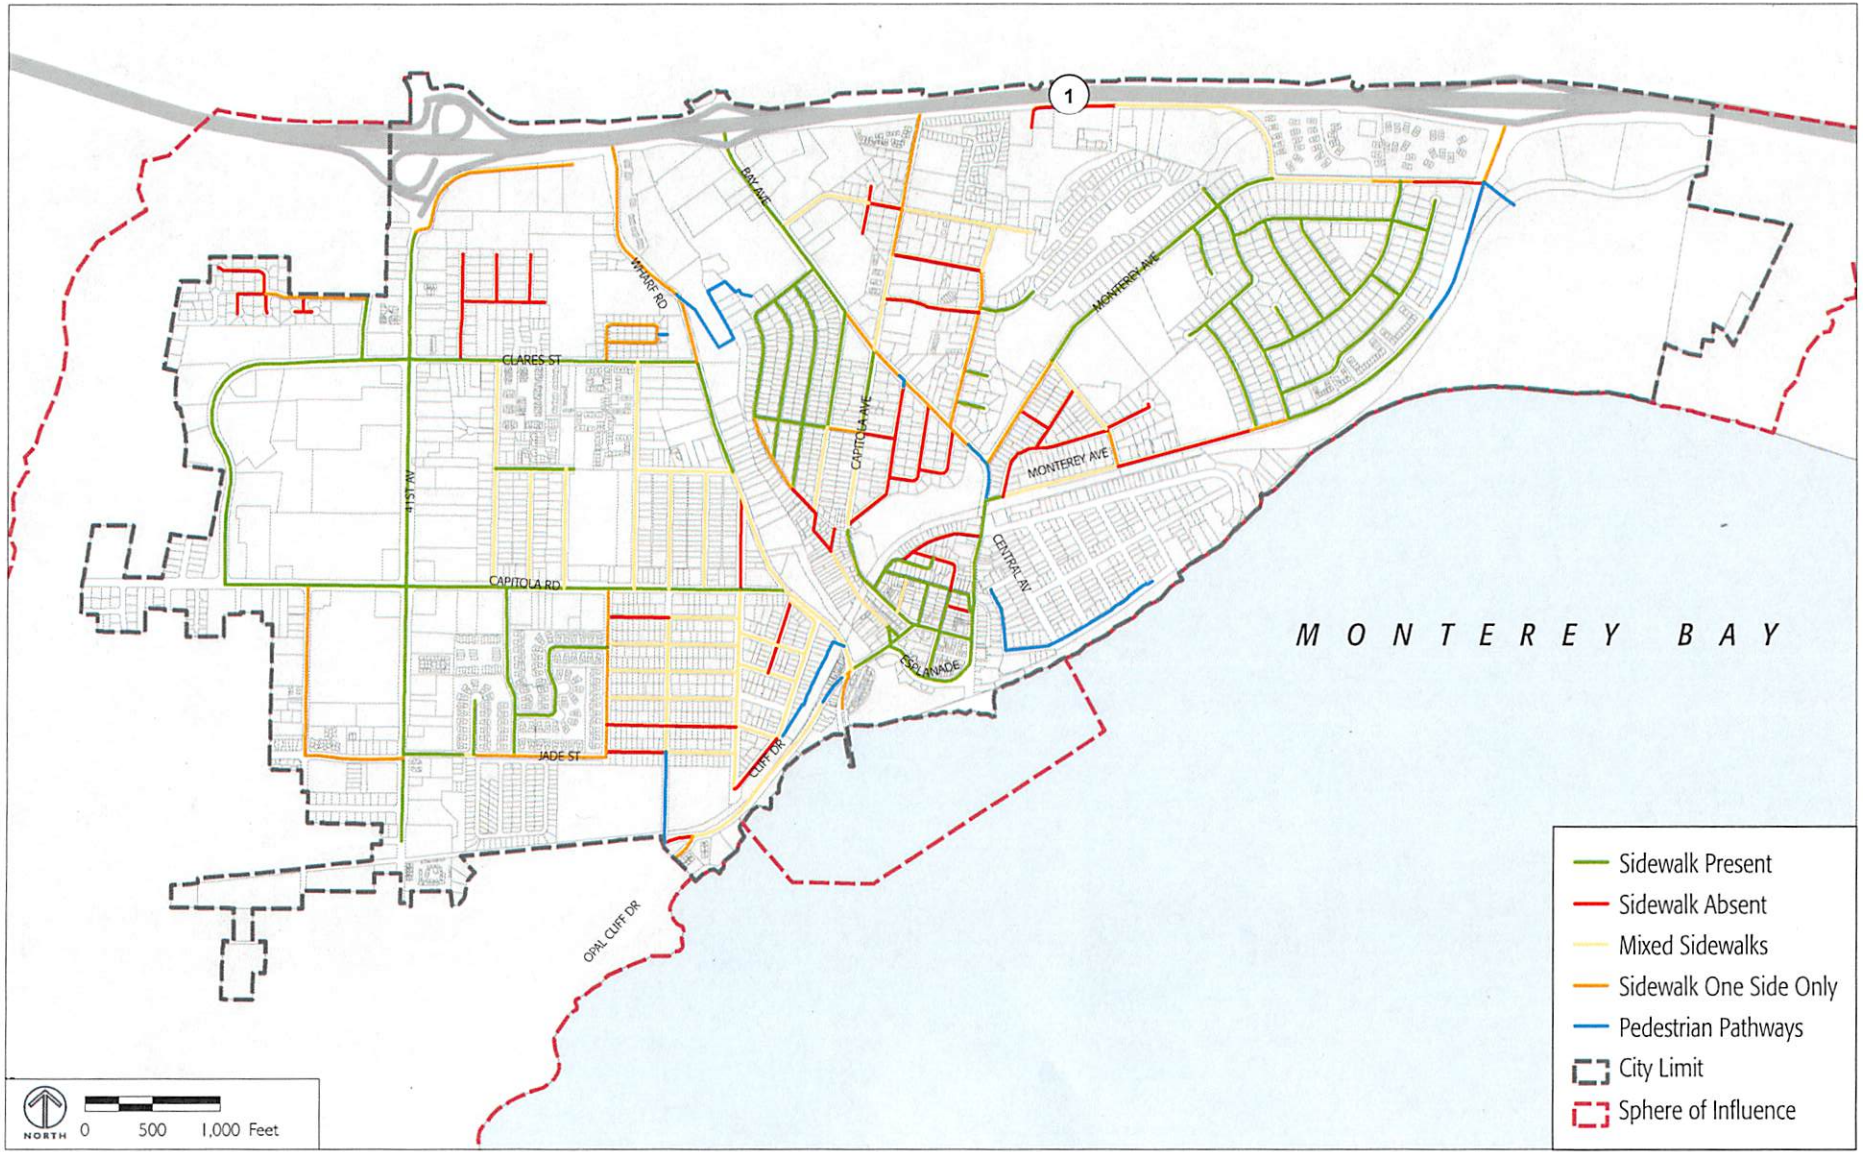 1
BAY AVE
WHARF RD
MONTEREY AVE
CLARES ST
CAPITOLA AVE
41ST AV
MONTEREY AVE
CENTRAL AV
CAPITOLA RD
MONTEREY BAY
ESPLANADE
JADE ST
CLIFF DR
OPAL CLIFF DR
Sidewalk Present
Sidewalk Absent
Mixed Sidewalks
Sidewalk One Side Only
Pedestrian Pathways
City Limit
Sphere of Influence
NORTH
0 500 1,000 Feet